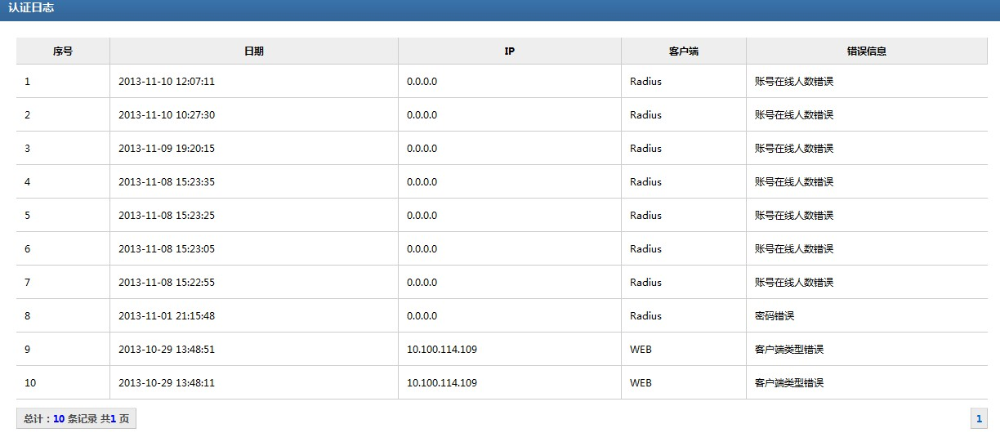 认证日志
序号 日期 IP 客户端 错误信息
1 2013-11-10 12:07:11 0.0.0.0 Radius 账号在线人数错误
2 2013-11-10 10:27:30 0.0.0.0 Radius 账号在线人数错误
3 2013-11-09 19:20:15 0.0.0.0 Radius 账号在线人数错误
4 2013-11-08 15:23:35 0.0.0.0 Radius 账号在线人数错误
5 2013-11-08 15:23:25 0.0.0.0 Radius 账号在线人数错误
6 2013-11-08 15:23:05 0.0.0.0 Radius 账号在线人数错误
7 2013-11-08 15:22:55 0.0.0.0 Radius 账号在线人数错误
8 2013-11-01 21:15:48 0.0.0.0 Radius 密码错误
9 2013-10-29 13:48:51 10.100.114.109 WEB 客户端类型错误
10 2013-10-29 13:48:11 10.100.114.109 WEB 客户端类型错误
总计：10 条记录 共1 页 1